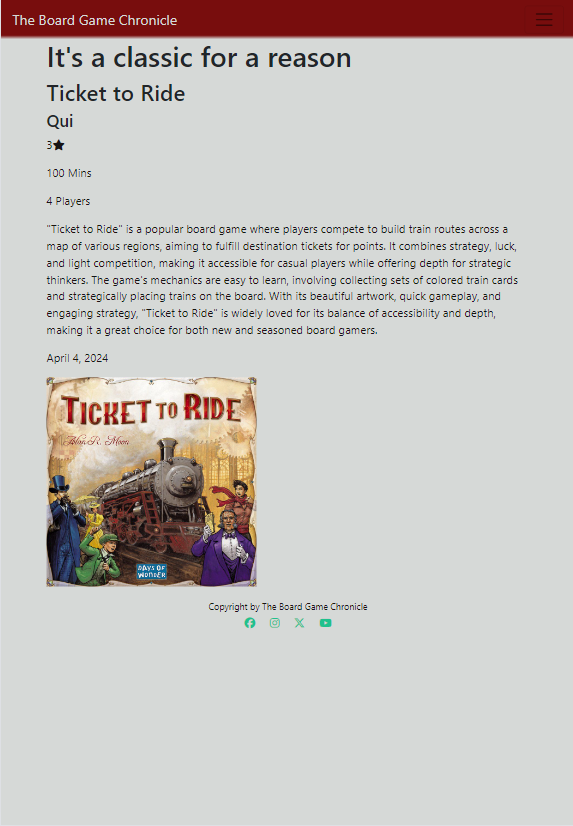 The Board Game Chronicle
It's a classic for a reason
Ticket to Ride
Qui
3
100 Mins
4 Players
"Ticket to Ride" is a popular board game where players compete to build train routes across a
map of various regions, aiming to fulfill destination tickets for points. It combines strategy, luck,
and light competition, making it accessible for casual players while offering depth for strategic
thinkers. The game's mechanics are easy to learn, involving collecting sets of colored train cards
and strategically placing trains on the board. With its beautiful artwork, quick gameplay, and
engaging strategy, "Ticket to Ride" is widely loved for its balance of accessibility and depth,
making it a great choice for both new and seasoned board gamers.
April 4, 2024
TICKET TO RIDE
Alan R. Moon
DAYS OF
WONDER
Copyright by The Board Game Chronicle